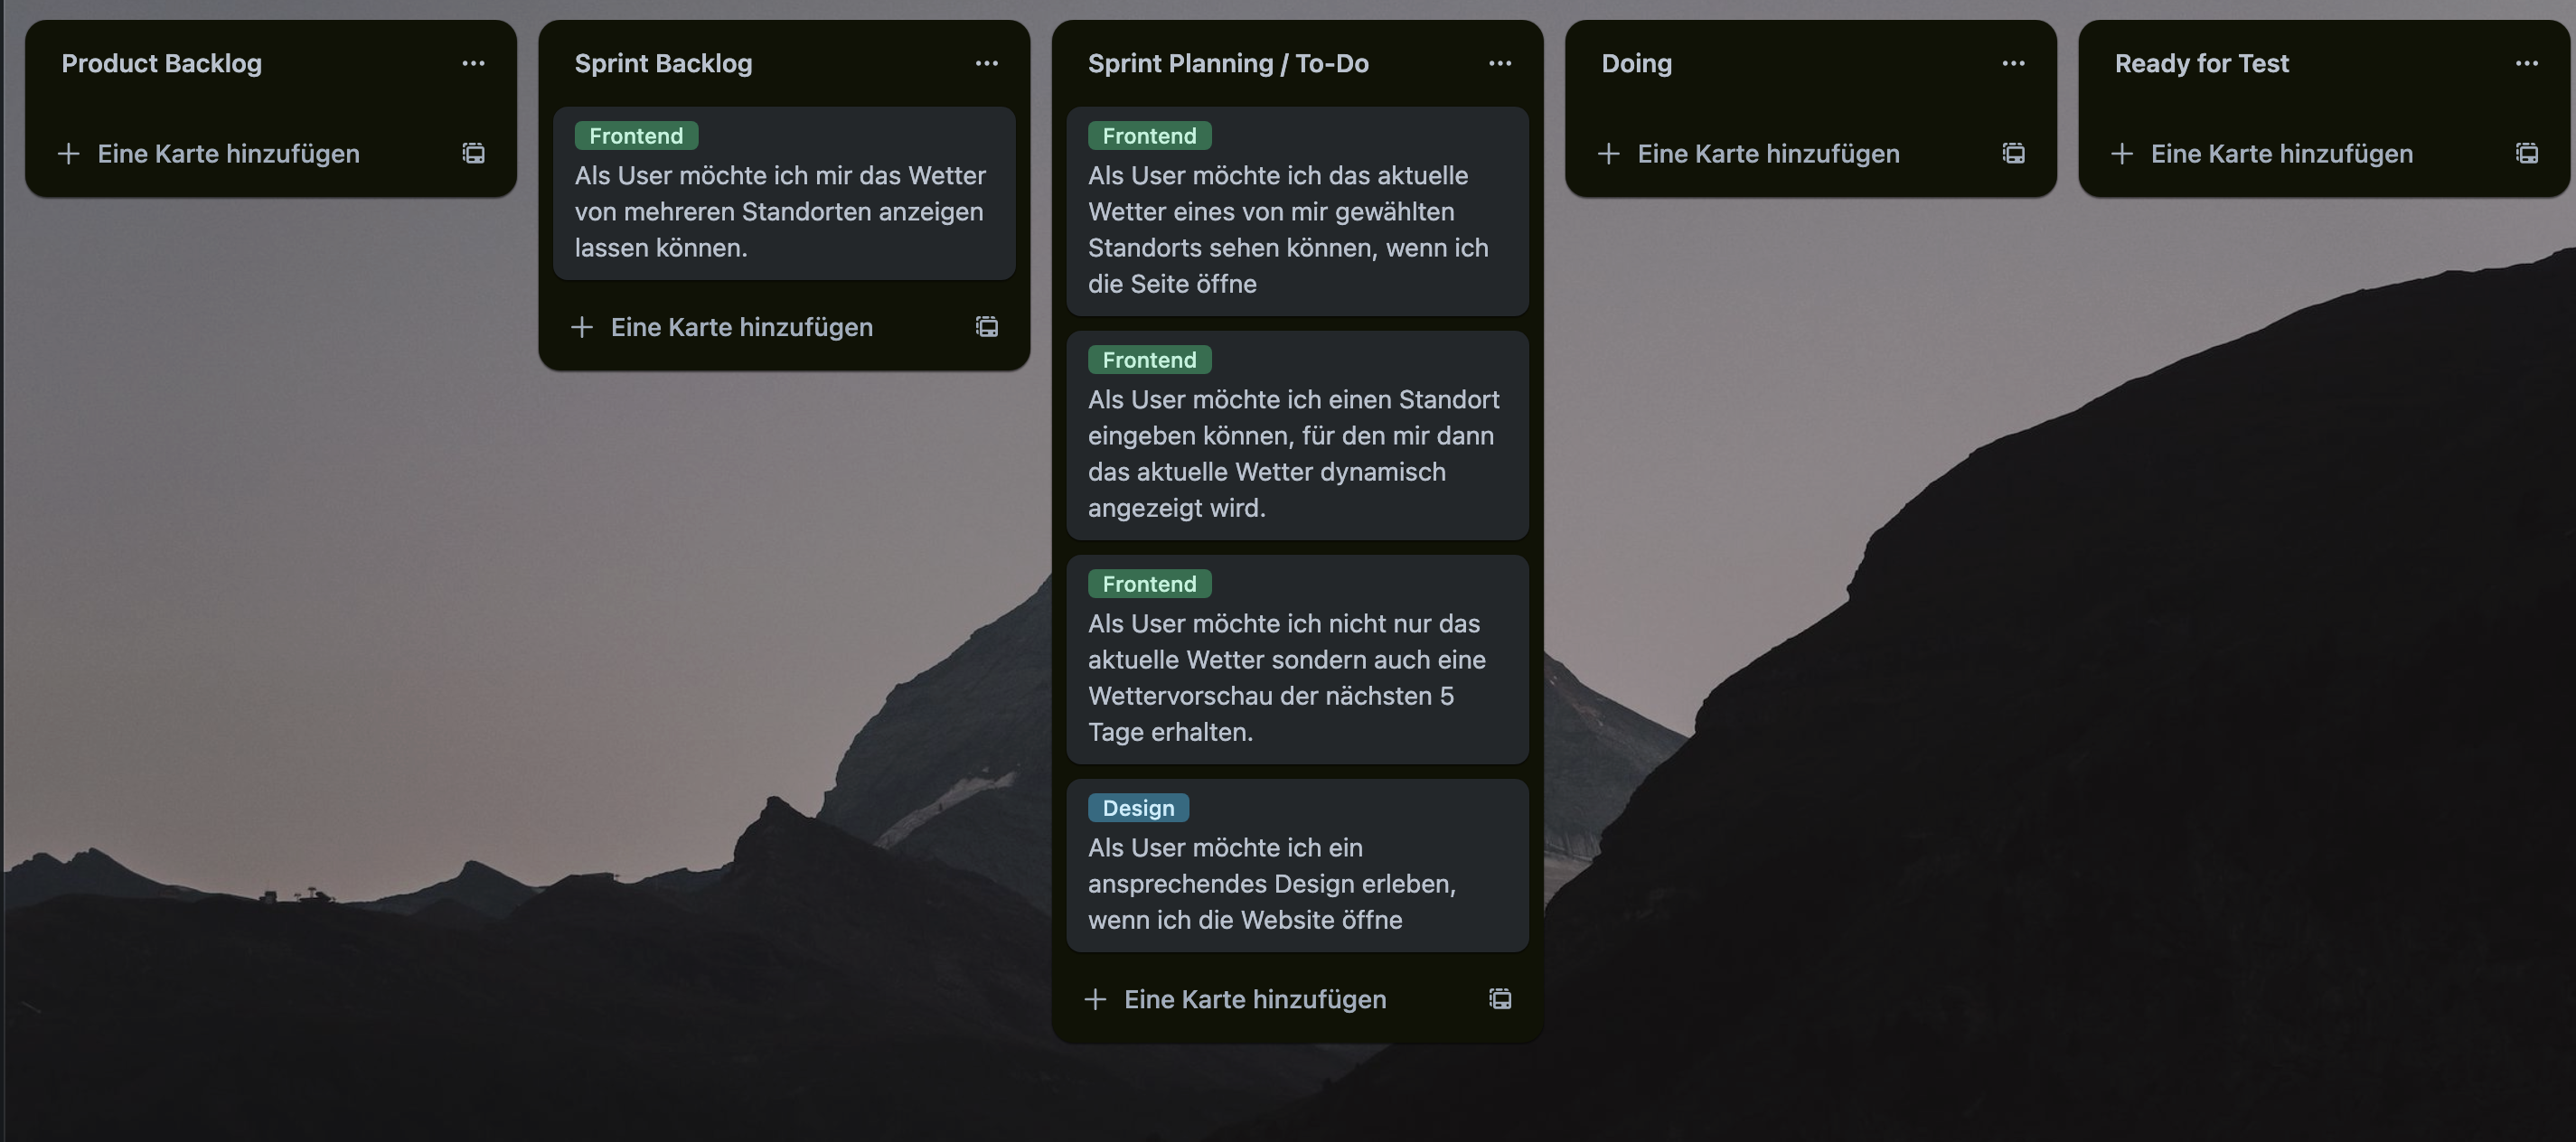 Product Backlog
Eine Karte hinzufügen
Sprint Backlog
Frontend
Als User möchte ich mir das Wetter
von mehreren Standorten anzeigen
lassen können.
Eine Karte hinzufügen
Sprint Planning / To-Do
Frontend
Als User möchte ich das aktuelle
Wetter eines von mir gewählten
Standorts sehen können, wenn ich
die Seite öffne
Frontend
Als User möchte ich einen Standort
eingeben können, für den mir dann
das aktuelle Wetter dynamisch
angezeigt wird.
Frontend
Als User möchte ich nicht nur das
aktuelle Wetter sondern auch eine
Wettervorschau der nächsten 5
Tage erhalten.
Design
Als User möchte ich ein
ansprechendes Design erleben,
wenn ich die Website öffne
Eine Karte hinzufügen
Doing
Eine Karte hinzufügen
Ready for Test
Eine Karte hinzufügen